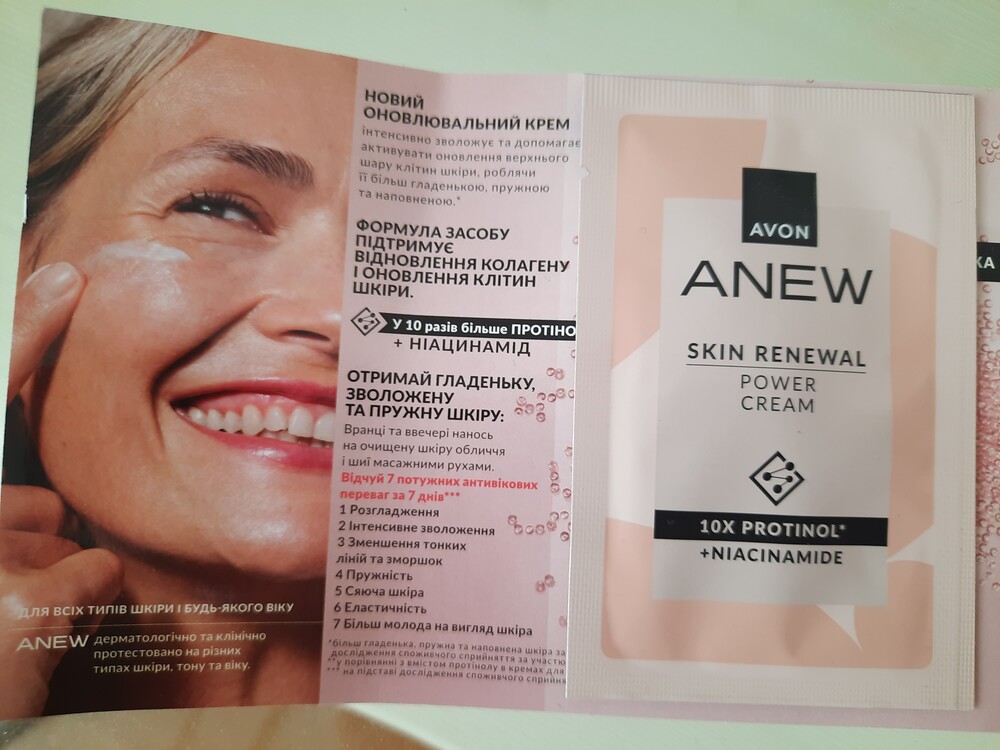 НОВИЙ
ОНОВЛЮВАЛЬНИЙ КРЕМ
інтенсивно зволожує та допомагає
активувати оновлення верхнього
шару клітин шкіри, роблячи
її більш гладенькою, пружною
та наповненою.*
ФОРМУЛА ЗАСОБУ
ПІДТРИМУЄ
ВІДНОВЛЕННЯ КОЛАГЕНУ
І ОНОВЛЕННЯ КЛІТИН
ШКІРИ.
У 10 разів більше ПРОТІНО
+ НІАЦИНАМІД
ОТРИМАЙ ГЛАДЕНЬКУ,
ЗВОЛОЖЕНУ
ТА ПРУЖНУ ШКІРУ:
Вранці та ввечері нанось
на очищену шкіру обличчя
і шиї масажними рухами.
Відчуй 7 потужних антивікових
переваг за 7 днів***
1 Розгладження
2 Інтенсивне зволоження
3 Зменшення тонких
ліній та зморшок
4 Пружність
5 Сяюча шкіра
6 Еластичність
7 Більш молода на вигляд шкіра
*більш гладенька, пружна та наповнена шкіра за
дослідження споживчого сприйняття за участю
**у порівнянні з вмістом протінолу в кремах для
*** на підставі дослідження споживчого сприйня
ДЛЯ ВСІХ ТИПІВ ШКІРИ І БУДЬ-ЯКОГО ВІКУ
ANEW дерматологічно та клінічно
протестовано на різних
типах шкіри, тону та віку.
AVON
ANEW
SKIN RENEWAL
POWER
CREAM
10X PROTINOL*
+NIACINAMIDE
КА